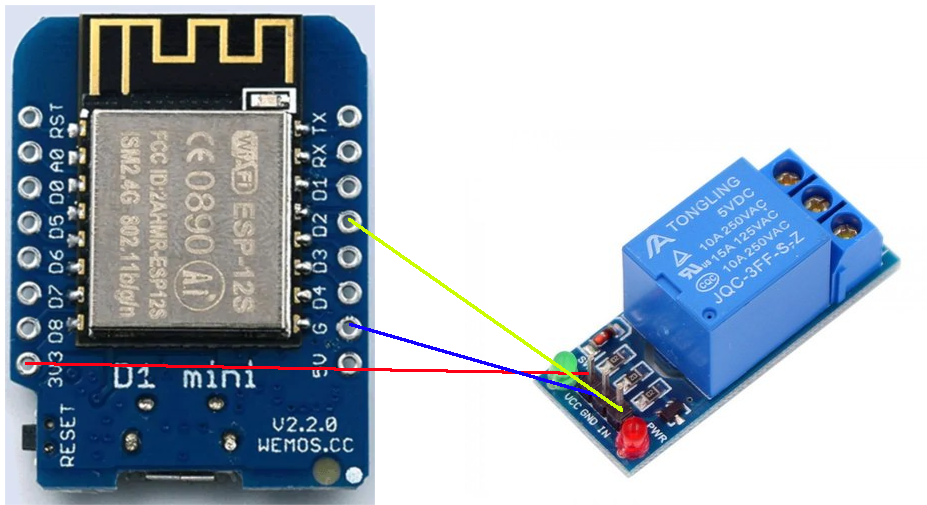 RST
A0
D0
D5
D6
D7
D8
3V3
TX
RX
D1
D2
D3
D4
G
5V
WiFi ESP-12S
CE0890
FCC ID:2AHMR-ESP12S
ISM2.4G 802.11b/g/n
Ai
D1 mini
RESET
V2.2.0
WEMOS.CC
TONGLING
5VDC
10A 250VAC
15A 125VAC
10A 250VAC
CQC
JQC-3FF-S-Z
VCC GND IN
PWR